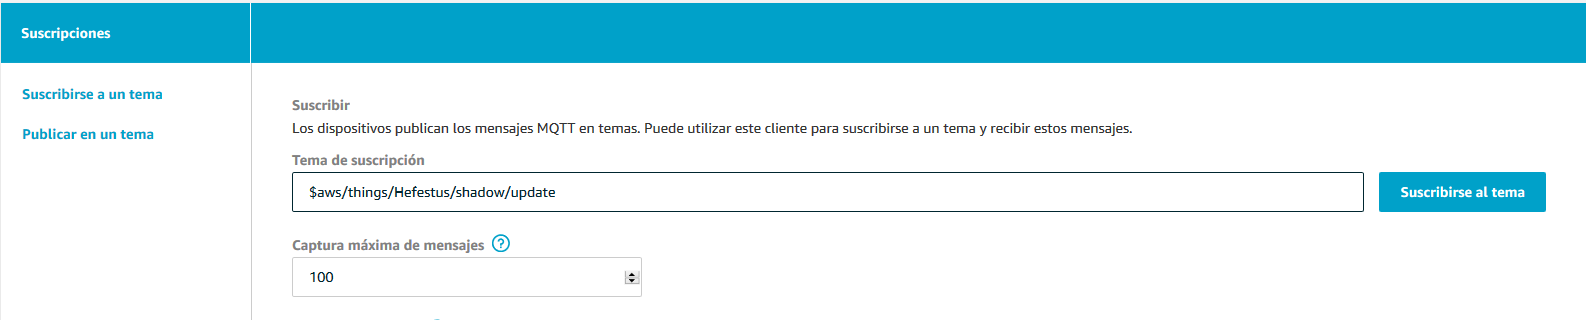 Suscripciones
Suscribirse a un tema
Publicar en un tema
Suscribir
Los dispositivos publican los mensajes MQTT en temas. Puede utilizar este cliente para suscribirse a un tema y recibir estos mensajes.
Tema de suscripción
$aws/things/Hefestus/shadow/update
Suscribirse al tema
Captura máxima de mensajes ?
100